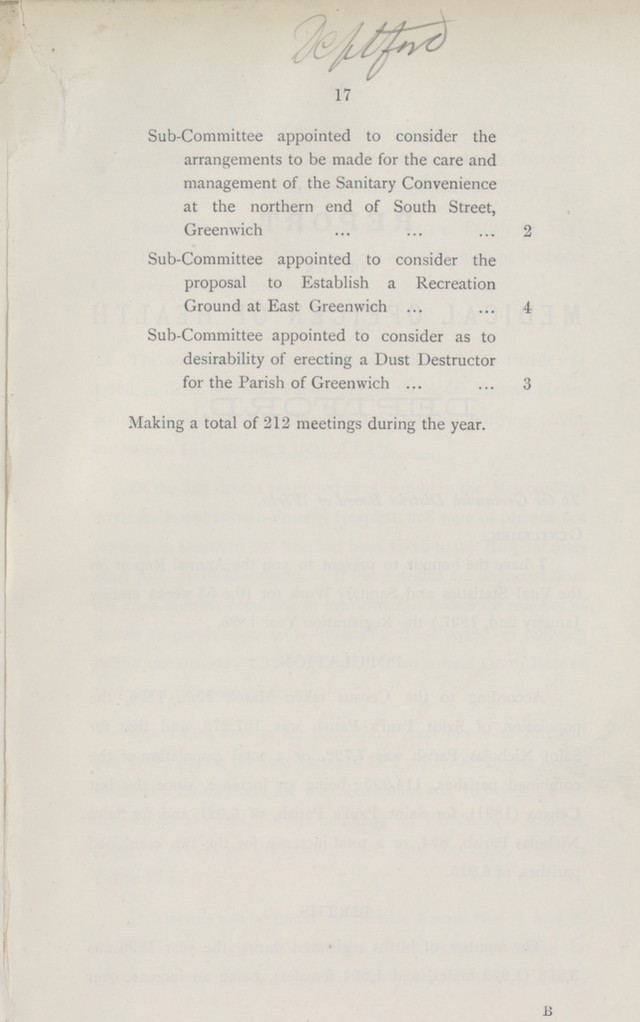 Deptford
17
Sub-Committee appointed to consider the
arrangements to be made for the care and
management of the Sanitary Convenience
at the northern end of South Street,
Greenwich ... ... ... 2
Sub-Committee appointed to consider the
proposal to Establish a Recreation
Ground at East Greenwich ... ... 4
Sub-Committee appointed to consider as to
desirability of erecting a Dust Destructor
for the Parish of Greenwich ... ... 3
Making a total of 212 meetings during the year.
B